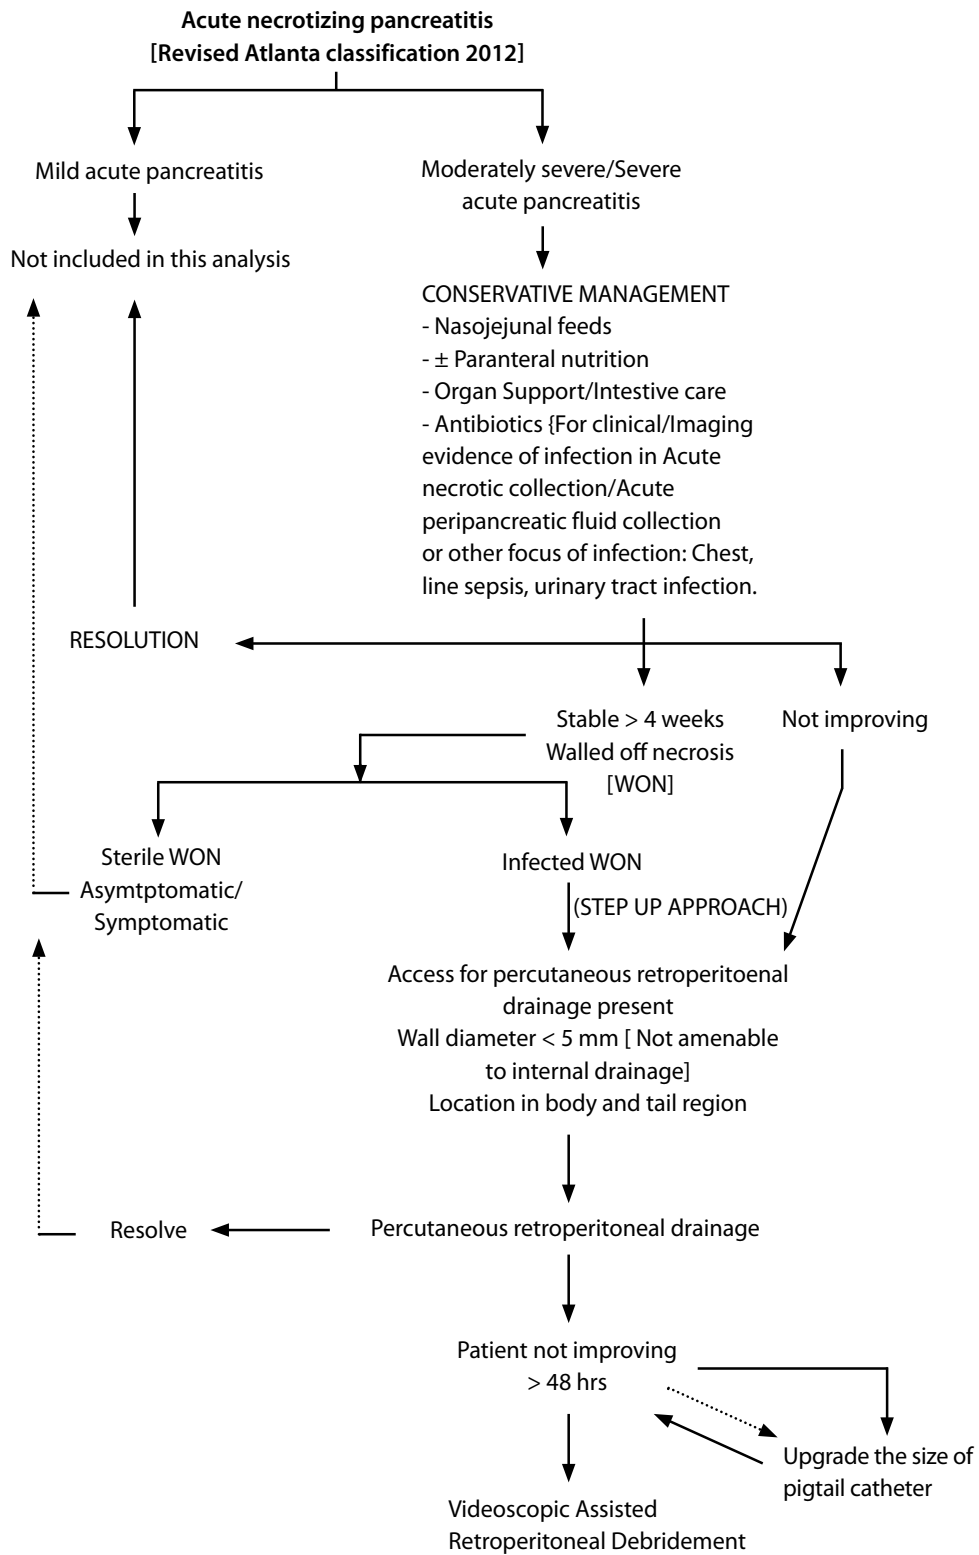 Acute necrotizing pancreatitis
[Revised Atlanta classification 2012]
Mild acute pancreatitis
Moderately severe/Severe
acute pancreatitis
Not included in this analysis
CONSERVATIVE MANAGEMENT
- Nasojejunal feeds
- ± Paranteral nutrition
- Organ Support/Intestive care
- Antibiotics {For clinical/Imaging
evidence of infection in Acute
necrotic collection/Acute
peripancreatic fluid collection
or other focus of infection: Chest,
line sepsis, urinary tract infection.
RESOLUTION
Stable > 4 weeks
Walled off necrosis
[WON]
Not improving
Sterile WON
Asymtptomatic/
Symptomatic
Infected WON
(STEP UP APPROACH)
Access for percutaneous retroperitoenal
drainage present
Wall diameter < 5 mm [ Not amenable
to internal drainage]
Location in body and tail region
Resolve
Percutaneous retroperitoneal drainage
Patient not improving
> 48 hrs
Upgrade the size of
pigtail catheter
Videoscopic Assisted
Retroperitoneal Debridement